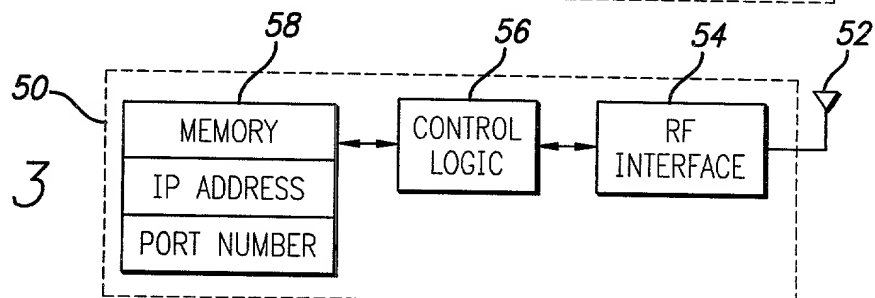 58
56
54
52
50
MEMORY
IP ADDRESS
PORT NUMBER
CONTROL
LOGIC
RF
INTERFACE
3